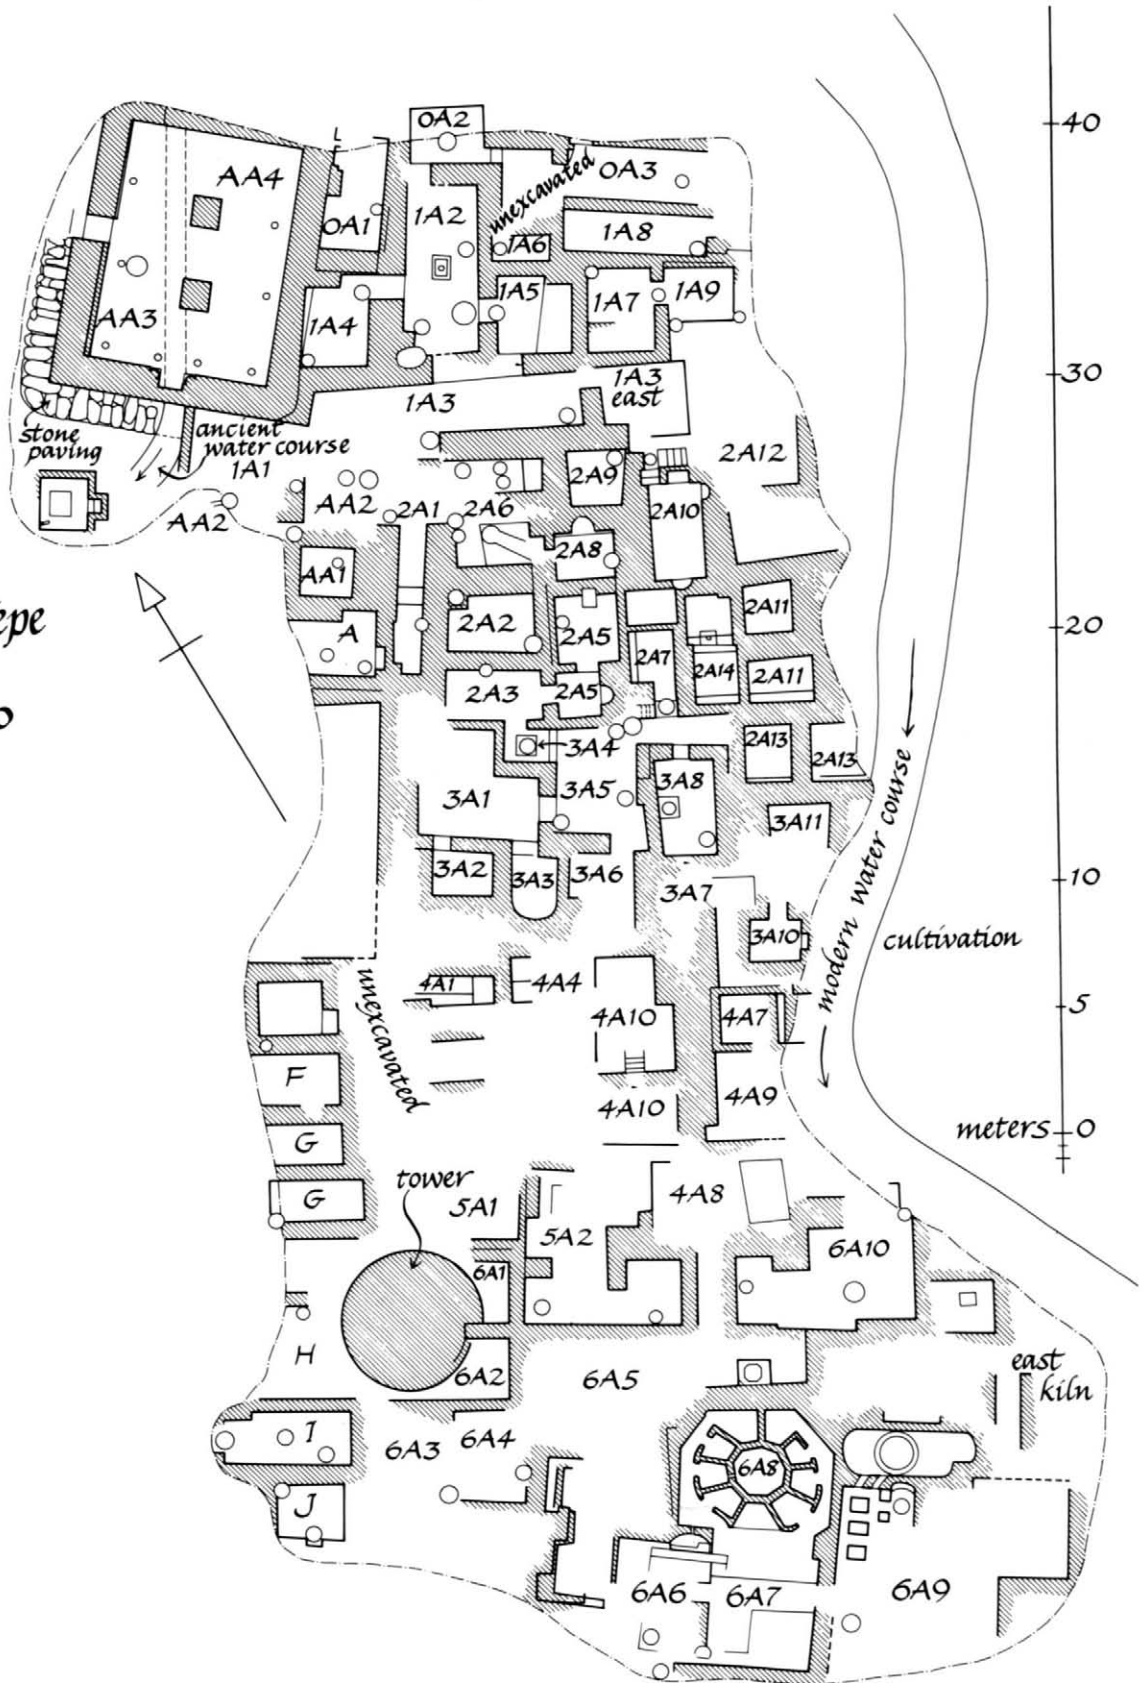 40
0A2
L
unexcavated
0A3
AA4
0A1
1A2
1A6
1A8
AA3
1A4
1A5
1A7
1A9
30
1A3
east
1A3
stone
paving
ancient
water course
1A1
2A9
2A12
AA2
AA2
2A1
2A6
2A10
2A8
AA1
2A11
20
A
2A2
2A5
2A7
2A14
2A11
2A3
2A5
3A4
2A13
2A13
3A1
3A5
3A8
3A11
modern water course
3A2
3A3
3A6
3A7
10
3A10
cultivation
unexcavated
4A1
4A4
4A10
4A7
5
F
4A10
4A9
meters
0
G
G
tower
5A1
4A8
5A2
6A10
6A1
H
6A2
6A5
east
kiln
I
6A3
6A4
6A8
J
6A6
6A7
6A9